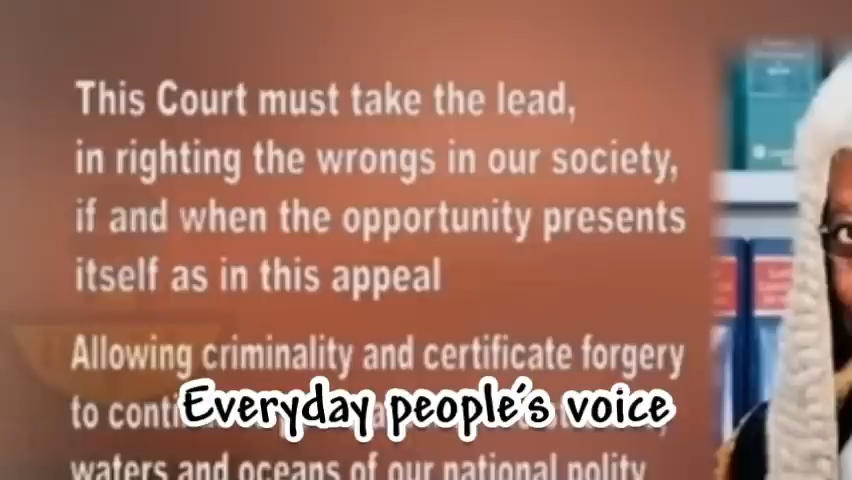 This Court must take the lead,
in righting the wrongs in our society,
if and when the opportunity presents
itself as in this appeal
Allowing criminality and certificate forgery
to
Everyday people's voice
waters and oceans of our national polity